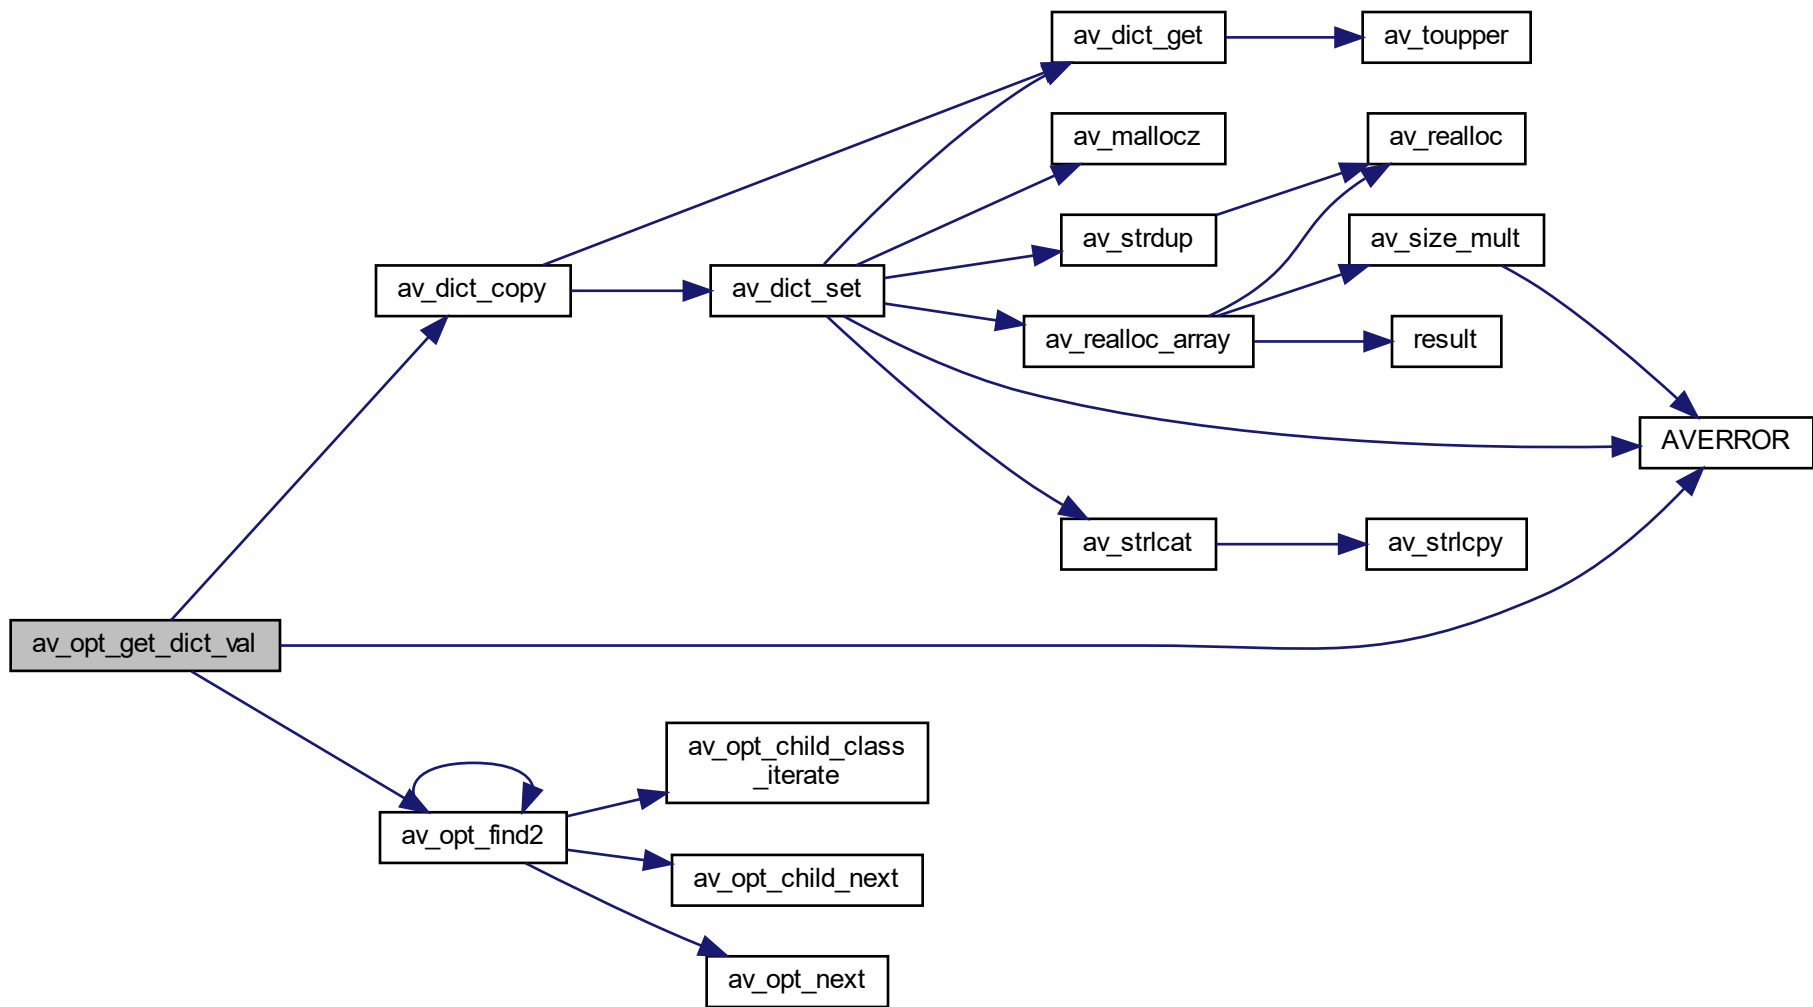 av_dict_get
av_toupper
av_mallocz
av_realloc
av_strdup
av_size_mult
av_dict_copy
av_dict_set
av_realloc_array
result
AVERROR
av_strlcat
av_strlcpy
av_opt_get_dict_val
av_opt_child_class
_iterate
av_opt_find2
av_opt_child_next
av_opt_next